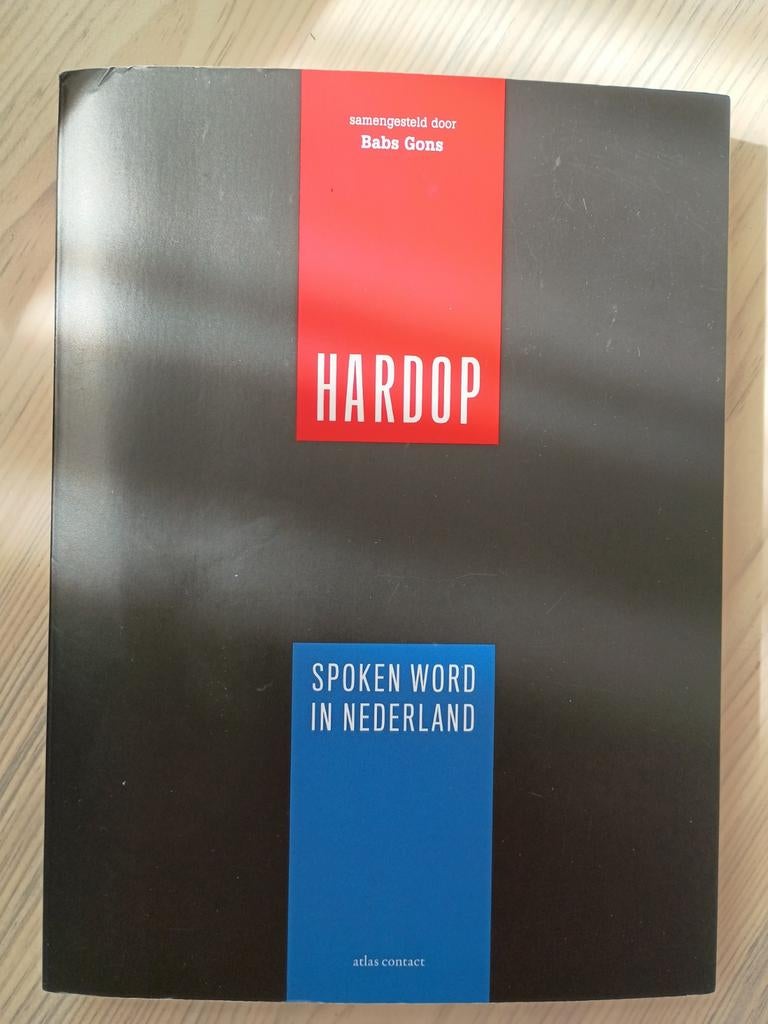 samengesteld door
Babs Gons
HARDOP
SPOKEN WORD
IN NEDERLAND
atlas contact